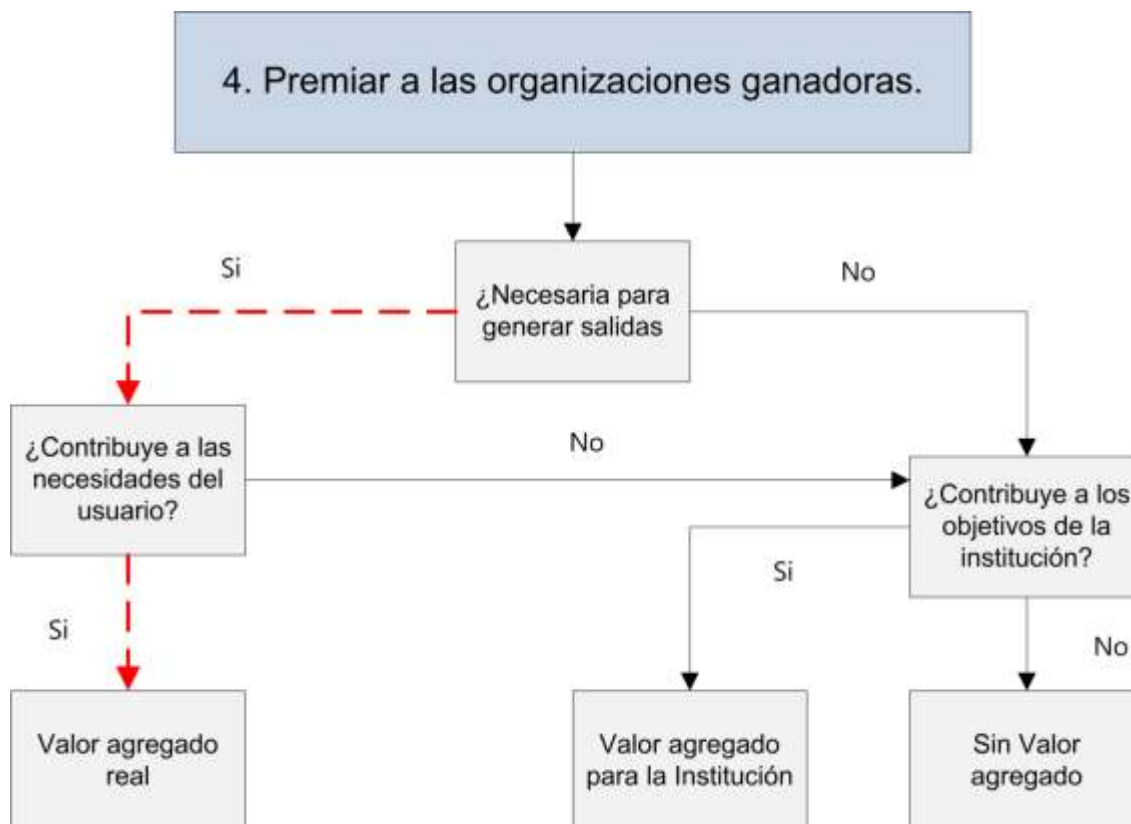 4. Premiar a las organizaciones ganadoras.
Si
No
¿Necesaria para
generar salidas
¿Contribuye a las
necesidades del
usuario?
No
¿Contribuye a los
objetivos de la
institución?
Si
Si
No
Valor agregado
real
Valor agregado
para la Institución
Sin Valor
agregado